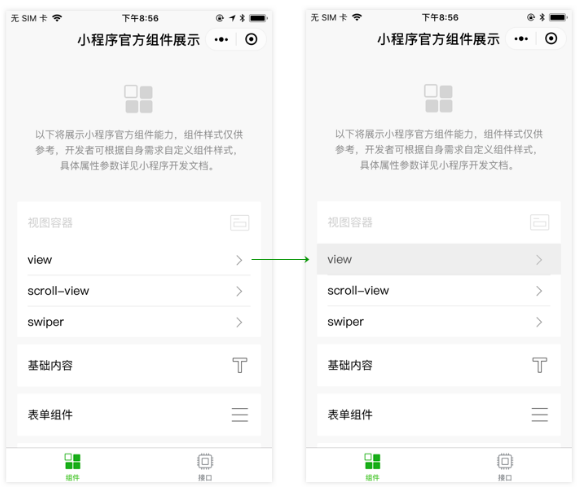 无 SIM 卡 下午8:56
小程序官方组件展示
以下将展示小程序官方组件能力，组件样式仅供
参考，开发者可根据自身需求自定义组件样式，
具体属性参数详见小程序开发文档。
视图容器
view
scroll-view
swiper
基础内容
表单组件
组件 接口
无 SIM 卡 下午8:56
小程序官方组件展示
以下将展示小程序官方组件能力，组件样式仅供
参考，开发者可根据自身需求自定义组件样式，
具体属性参数详见小程序开发文档。
视图容器
view
scroll-view
swiper
基础内容
表单组件
组件 接口